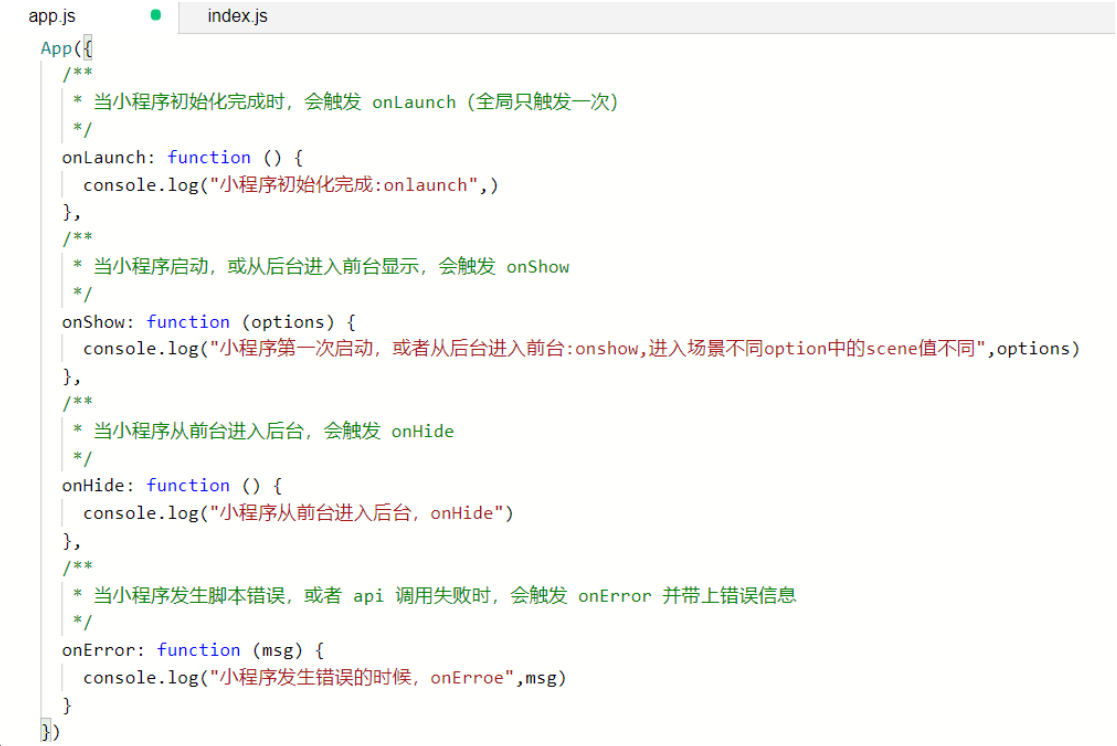 app.js index.js
App({
/**
* 当小程序初始化完成时，会触发 onLaunch（全局只触发一次）
*/
onLaunch: function () {
console.log("小程序初始化完成:onlaunch",)
},
/**
* 当小程序启动，或从后台进入前台显示，会触发 onShow
*/
onShow: function (options) {
console.log("小程序第一次启动，或者从后台进入前台:onshow,进入场景不同option中的scene值不同",options)
},
/**
* 当小程序从前台进入后台，会触发 onHide
*/
onHide: function () {
console.log("小程序从前台进入后台，onHide")
},
/**
* 当小程序发生脚本错误，或者 api 调用失败时，会触发 onError 并带上错误信息
*/
onError: function (msg) {
console.log("小程序发生错误的时候，onErroe",msg)
}
})